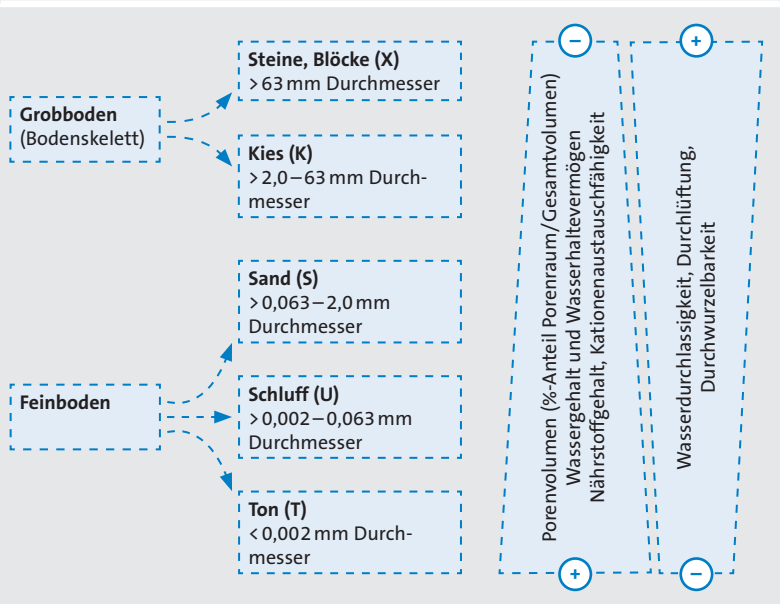 Grobboden
(Bodenskelett)
Steine, Blöcke (X)
> 63 mm Durchmesser
Kies (K)
> 2,0–63 mm Durch-
messer
Feinboden
Sand (S)
> 0,063–2,0 mm
Durchmesser
Schluff (U)
> 0,002–0,063 mm
Durchmesser
Ton (T)
< 0,002 mm Durch-
messer
−
Porenvolumen (%-Anteil Porenraum/Gesamtvolumen)
Wassergehalt und Wasserhaltevermögen
Nährstoffgehalt, Kationenaustauschfähigkeit
+
+
Wasserdurchlassigkeit, Durchlüftung,
Durchwurzelbarkeit
−